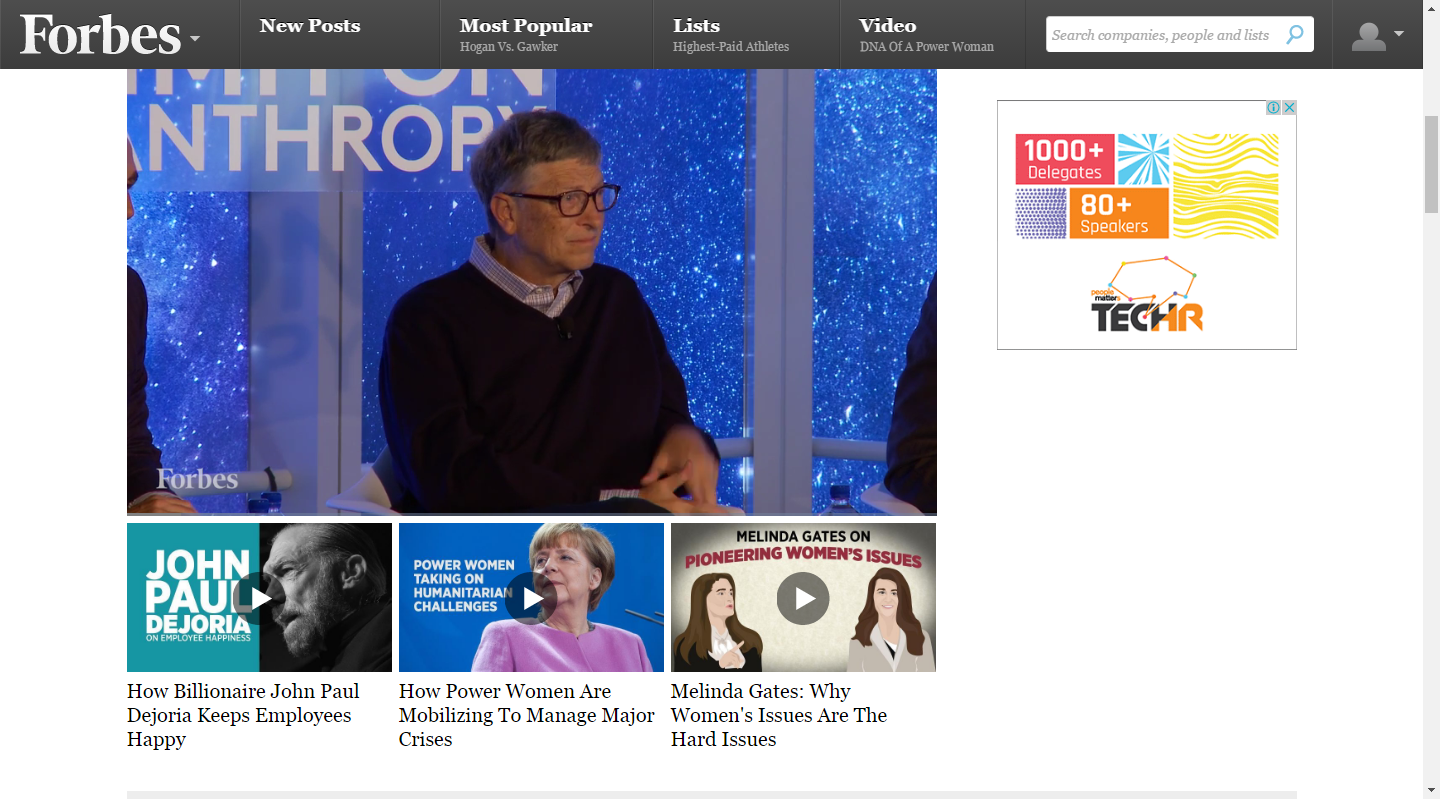 Forbes
New Posts
Most Popular
Hogan Vs. Gawker
Lists
Highest-Paid Athletes
Video
DNA Of A Power Woman
Search companies, people and lists
ANTHROPY
Forbes
1000+
Delegates
80+
Speakers
people
matters
TECHR
JOHN
PAUL
DEJORIA
ON EMPLOYEE HAPPINESS
POWER WOMEN
TAKING ON
HUMANITARIAN
CHALLENGES
MELINDA GATES ON
PIONEERING WOMEN'S ISSUES
How Billionaire John Paul
Dejoria Keeps Employees
Happy
How Power Women Are
Mobilizing To Manage Major
Crises
Melinda Gates: Why
Women's Issues Are The
Hard Issues